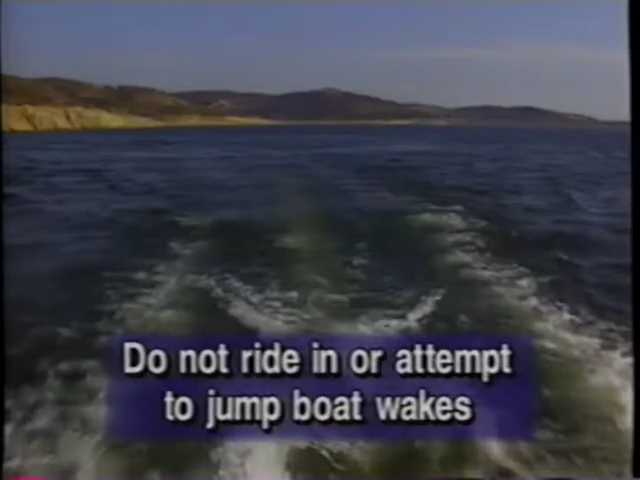 Do not ride in or attempt
to jump boat wakes